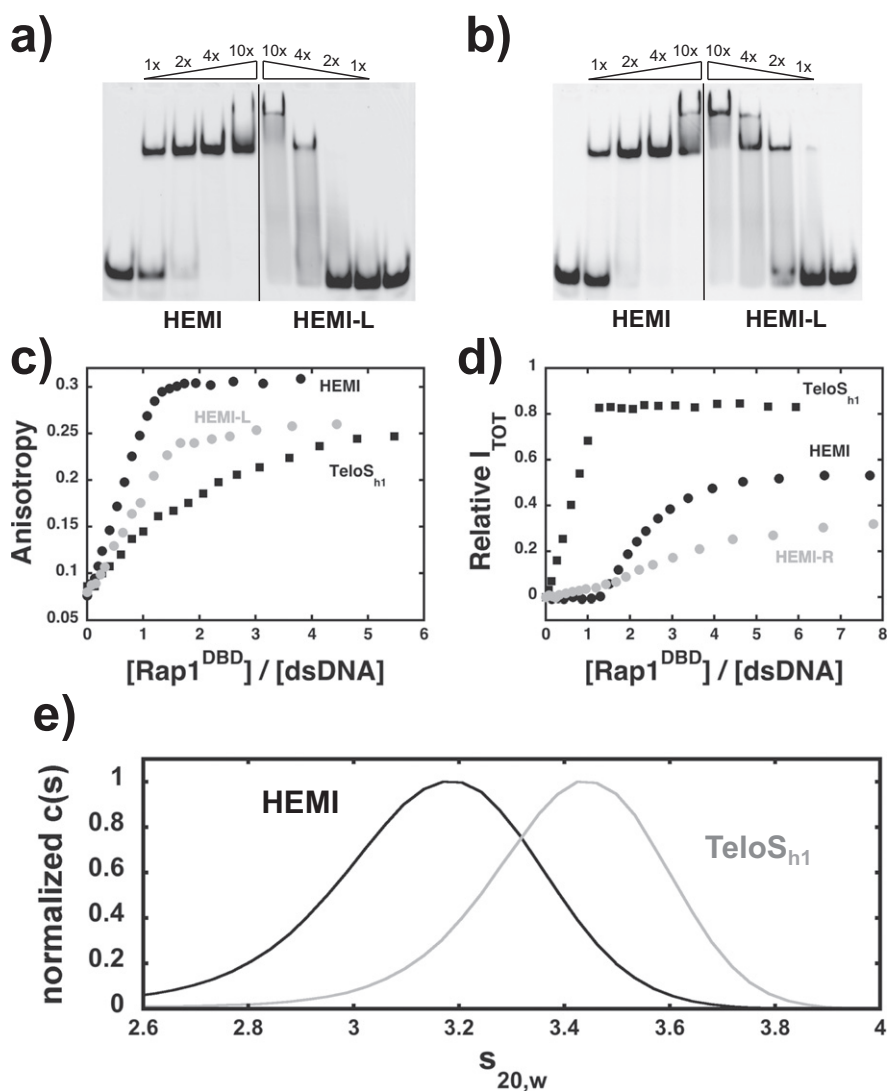 a)
b)
1x 2x 4x 10x 10x 4x 2x 1x
1x 2x 4x 10x 10x 4x 2x 1x
HEMI HEMI-L
HEMI HEMI-L
c)
d)
0.3
0.25
0.2
0.15
0.1
0.05
Anisotropy
HEMI
HEMI-L
TeloSh1
0 1 2 3 4 5 6
[Rap1DBD] / [dsDNA]
1
0.8
0.6
0.4
0.2
0
Relative ITOT
TeloSh1
HEMI
HEMI-R
0 1 2 3 4 5 6 7 8
[Rap1DBD] / [dsDNA]
e)
1
0.8
0.6
0.4
0.2
0
normalized c(s)
HEMI
TeloSh1
2.6 2.8 3 3.2 3.4 3.6 3.8 4
s20,w